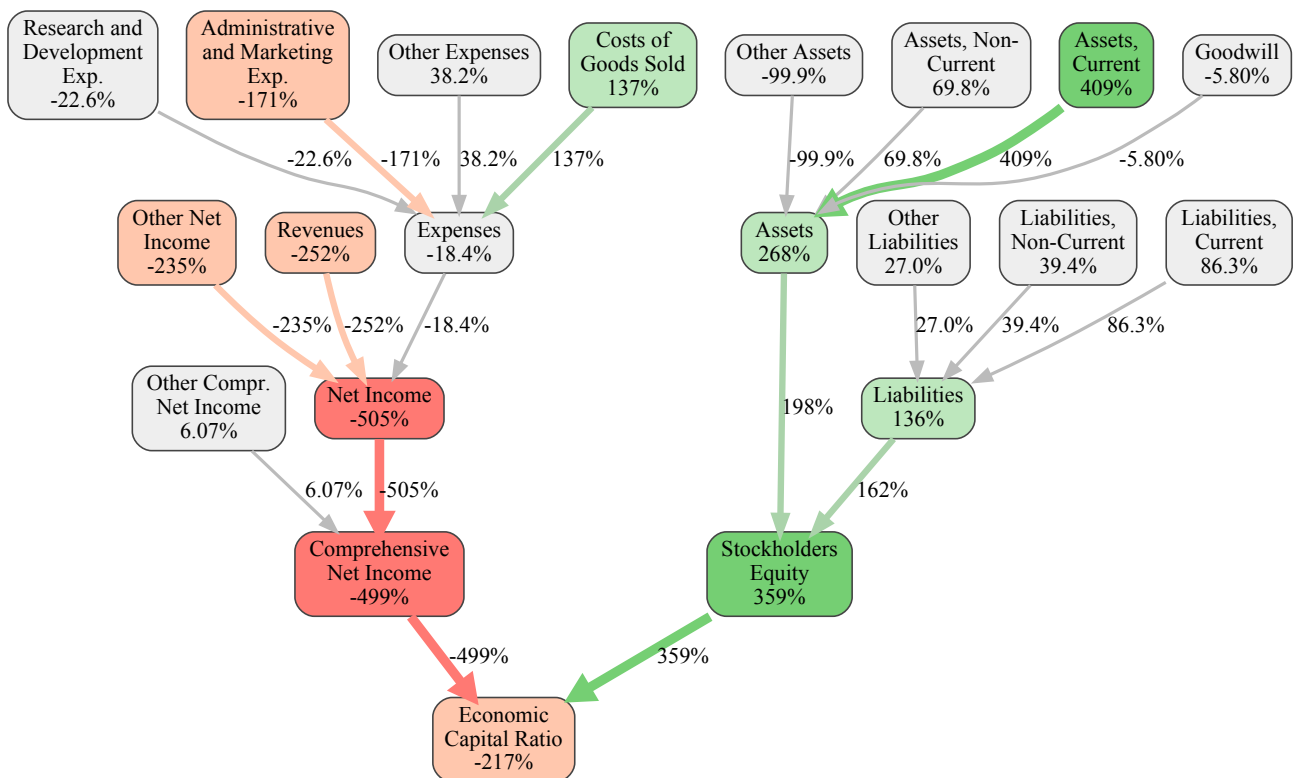 Research and
Development
Exp.
-22.6%
Administrative
and Marketing
Exp.
-171%
Other Expenses
38.2%
Costs of
Goods Sold
137%
Other Assets
-99.9%
Assets, Non-
Current
69.8%
Assets,
Current
409%
Goodwill
-5.80%
-22.6%
-171%
38.2%
137%
-99.9%
69.8%
409%
-5.80%
Other Net
Income
-235%
Revenues
-252%
Expenses
-18.4%
Assets
268%
Other
Liabilities
27.0%
Liabilities,
Non-Current
39.4%
Liabilities,
Current
86.3%
-235%
-252%
-18.4%
27.0%
39.4%
86.3%
Other Compr.
Net Income
6.07%
Net Income
-505%
198%
Liabilities
136%
6.07%
-505%
162%
Comprehensive
Net Income
-499%
Stockholders
Equity
359%
-499%
359%
Economic
Capital Ratio
-217%